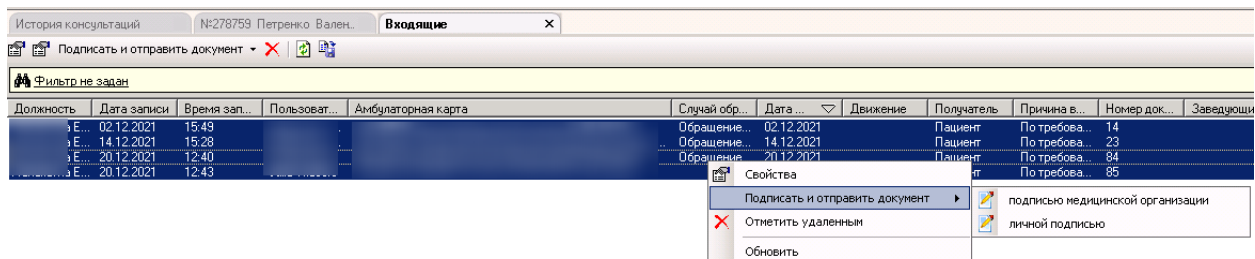 История консультаций №278759 Петренко Вален.. Входящие
Подписать и отправить документ
Фильтр не задан
Должность Дата записи Время зап... Пользоват... Амбулаторная карта Случай обр... Дата ... Движение Получатель Причина в... Номер док... Заведующи
а Е... 02.12.2021 15:49 Обращение... 02.12.2021 Пациент По требова... 14
а Е... 14.12.2021 15:28 Обращение... 14.12.2021 Пациент По требова... 23
а Е... 20.12.2021 12:40 Обращение... 20.12.2021 Пациент По требова... 84
а Е... 20.12.2021 12:43 По требова... 85
Свойства
Подписать и отправить документ
подписью медицинской организации
Отметить удаленным
личной подписью
Обновить